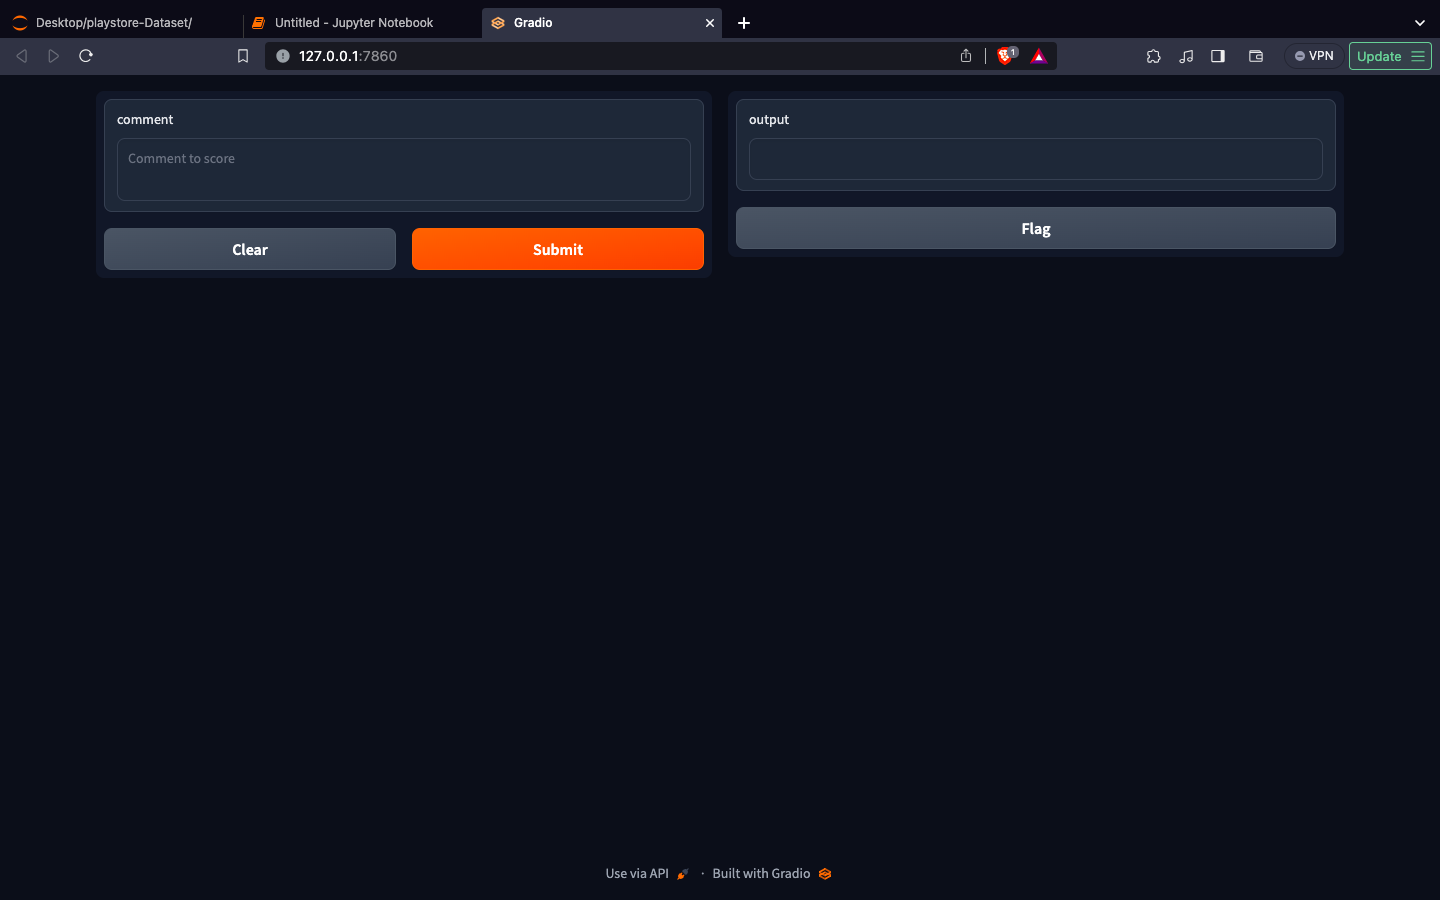 Desktop/playstore-Dataset/
Untitled - Jupyter Notebook
Gradio
127.0.0.1:7860
1
VPN
Update
comment
Comment to score
Clear
Submit
output
Flag
Use via API · Built with Gradio